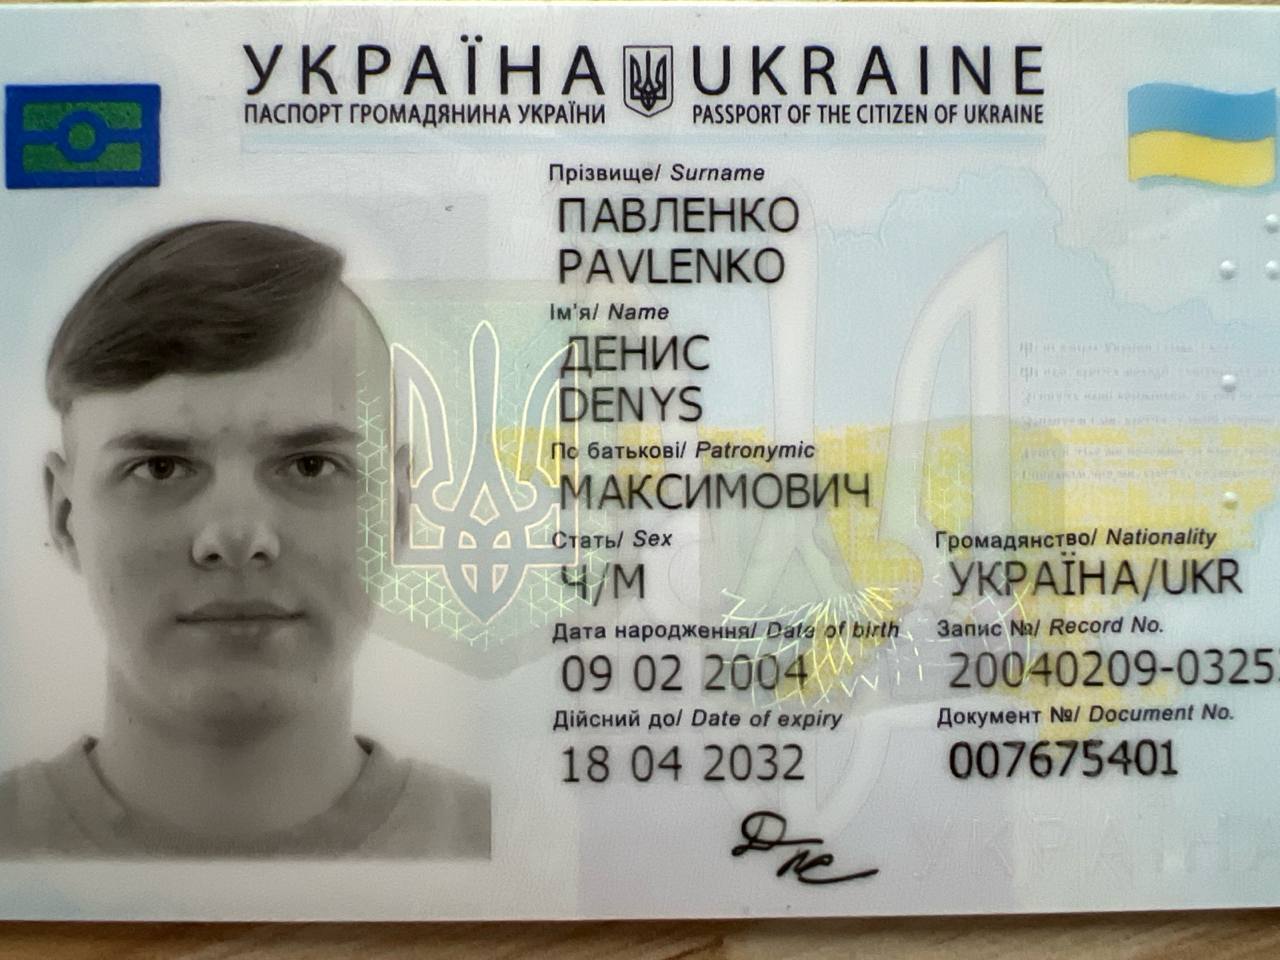 УКРАЇНА UKRAINE
ПАСПОРТ ГРОМАДЯНИНА УКРАЇНИ PASSPORT OF THE CITIZEN OF UKRAINE
Прізвище/ Surname
ПАВЛЕНКО
PAVLENKO
Ім'я/ Name
ДЕНИС
DENYS
По батькові/ Patronymic
МАКСИМОВИЧ
Стать/ Sex
Ч/M
Громадянство/ Nationality
УКРАЇНА/UKR
Дата народження/ Date of birth
09 02 2004
Запис №/ Record No.
20040209-0325
Дійсний до/ Date of expiry
18 04 2032
Документ №/ Document No.
007675401
УКРАЇНА